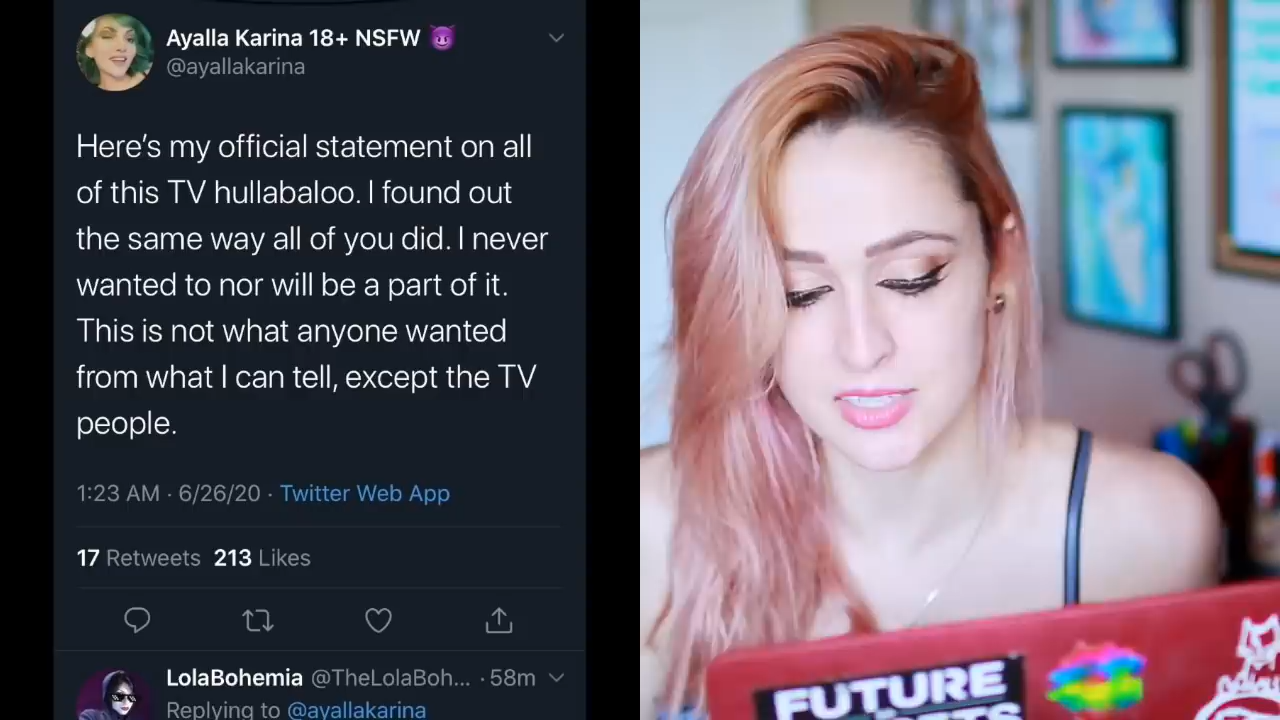 Ayalla Karina 18+ NSFW 😈
@ayallakarina
Here's my official statement on all
of this TV hullabaloo. I found out
the same way all of you did. I never
wanted to nor will be a part of it.
This is not what anyone wanted
from what I can tell, except the TV
people.
1:23 AM · 6/26/20 · Twitter Web App
17 Retweets 213 Likes
LolaBohemia @TheLolaBoh... · 58m
Replying to @ayallakarina
FUTURE